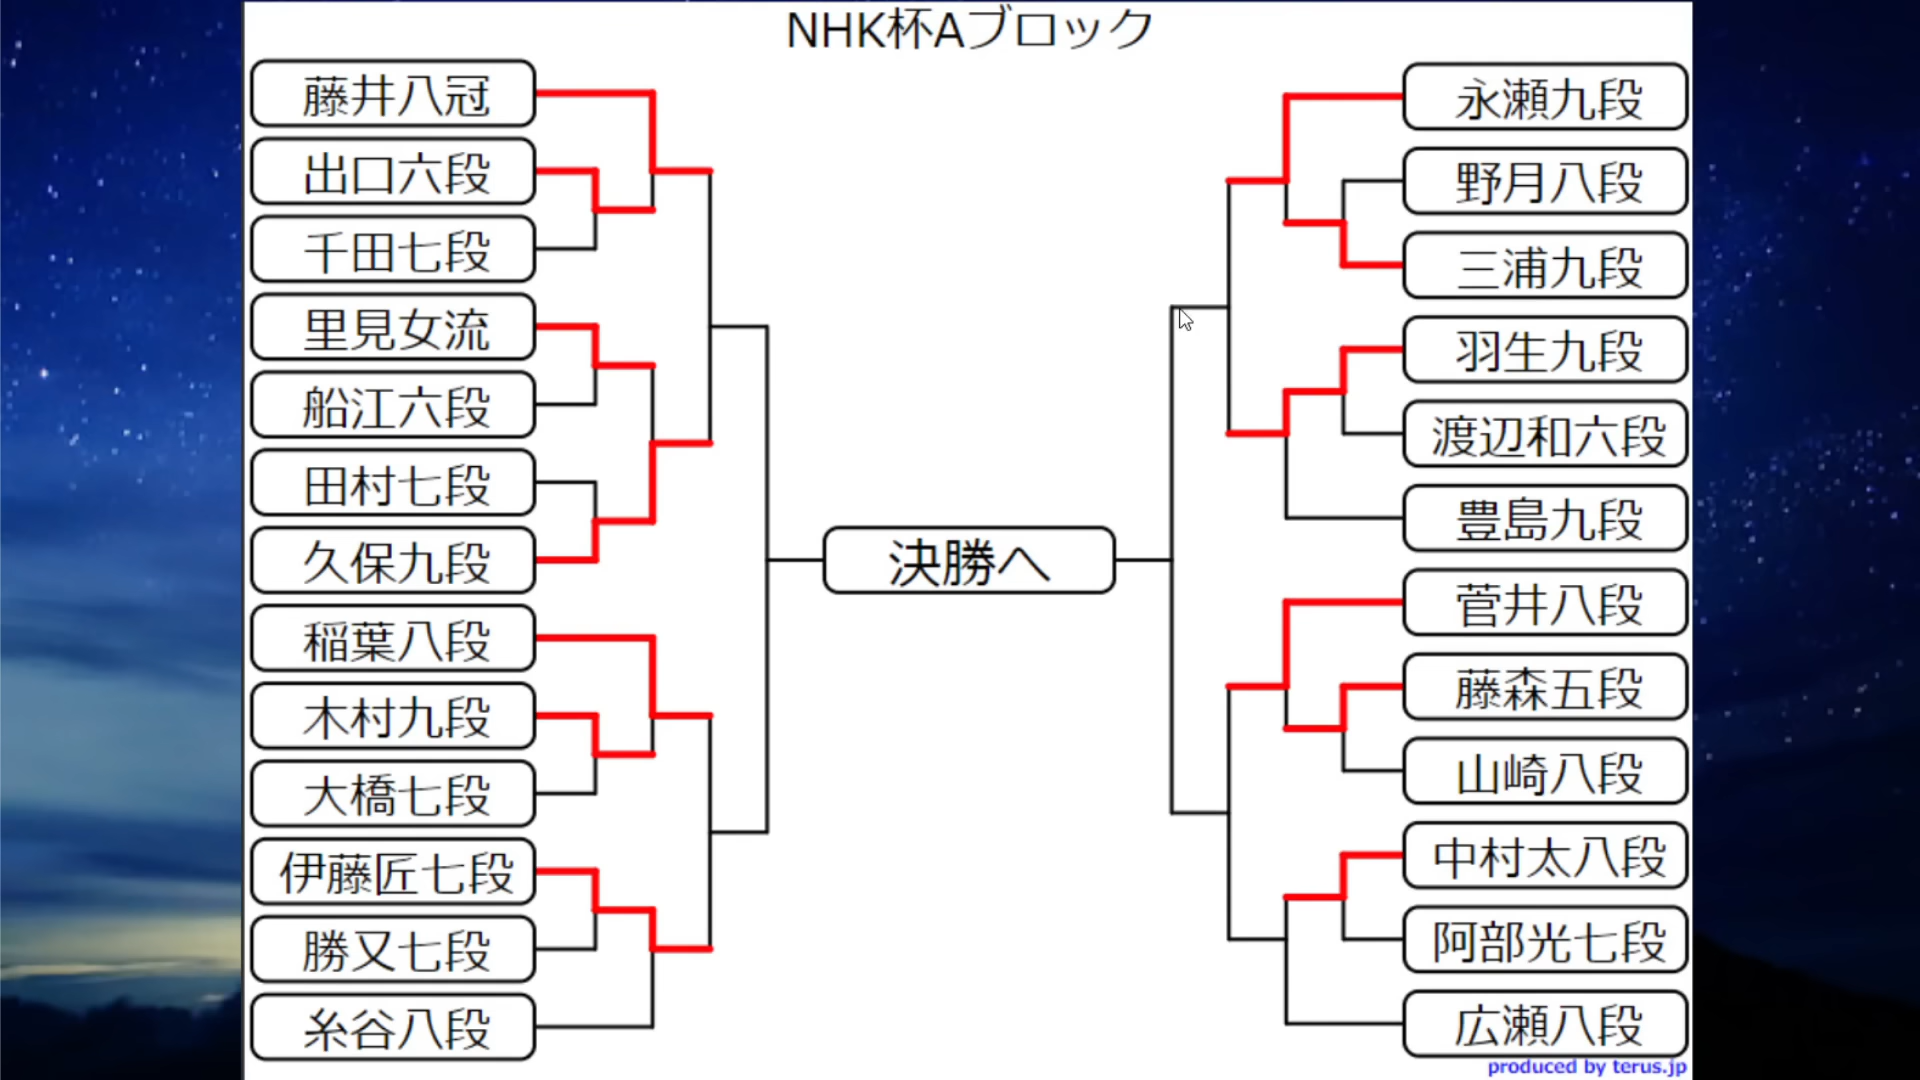 NHK杯Aブロック
藤井八冠
出口六段
千田七段
里見女流
船江六段
田村七段
久保九段
稲葉八段
木村九段
大橋七段
伊藤匠七段
勝又七段
糸谷八段
決勝へ
永瀬九段
野月八段
三浦九段
羽生九段
渡辺和六段
豊島九段
菅井八段
藤森五段
山崎八段
中村太八段
阿部光七段
広瀬八段
produced by terus.jp